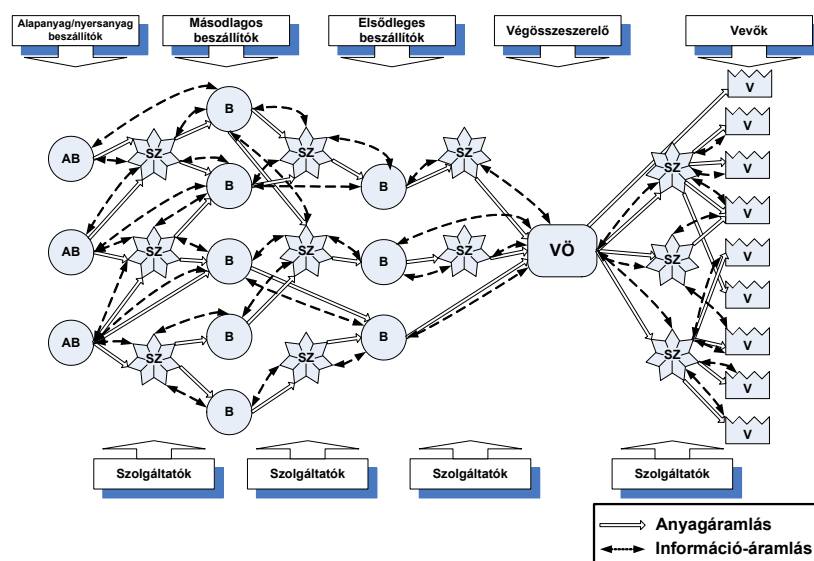 Alapanyag/nyersanyag
beszállítók
Másodlagos
beszállítók
Elsődleges
beszállítók
Végösszeszerelő
Vevők
AB
AB
AB
SZ
SZ
SZ
B
B
B
B
B
SZ
SZ
SZ
B
B
B
SZ
SZ
VÖ
SZ
SZ
SZ
V
V
V
V
V
V
V
V
V
Szolgáltatók
Szolgáltatók
Szolgáltatók
Szolgáltatók
Anyagáramlás
Információ-áramlás